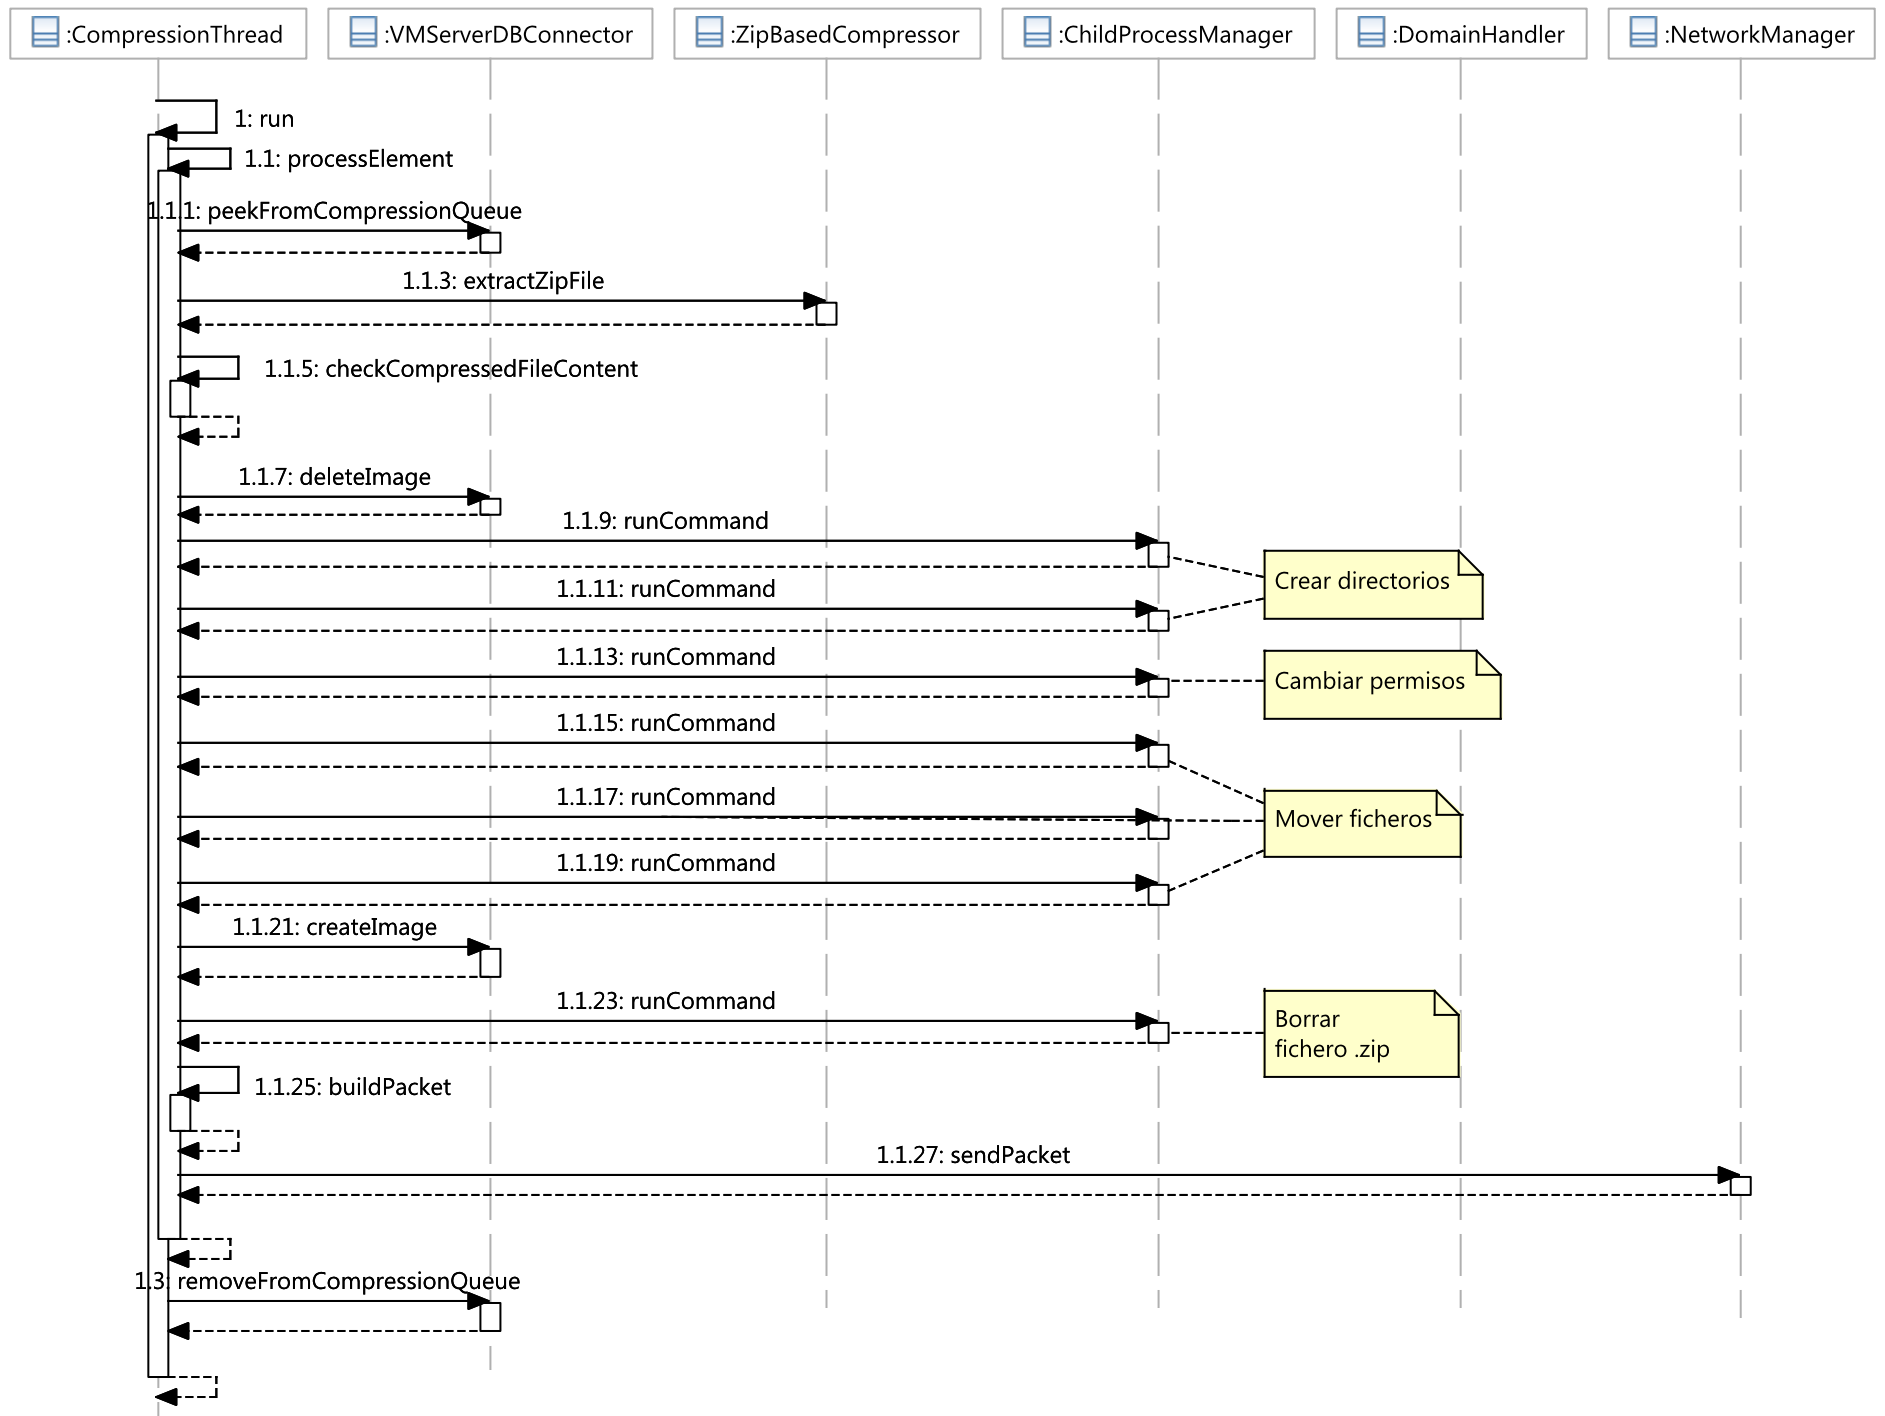 :CompressionThread
:VMServerDBConnector
:ZipBasedCompressor
:ChildProcessManager
:DomainHandler
:NetworkManager
1: run
1.1: processElement
1.1.1: peekFromCompressionQueue
1.1.3: extractZipFile
1.1.5: checkCompressedFileContent
1.1.7: deleteImage
1.1.9: runCommand
Crear directorios
1.1.11: runCommand
1.1.13: runCommand
Cambiar permisos
1.1.15: runCommand
1.1.17: runCommand
Mover ficheros
1.1.19: runCommand
1.1.21: createImage
1.1.23: runCommand
Borrar
fichero .zip
1.1.25: buildPacket
1.1.27: sendPacket
1.3: removeFromCompressionQueue